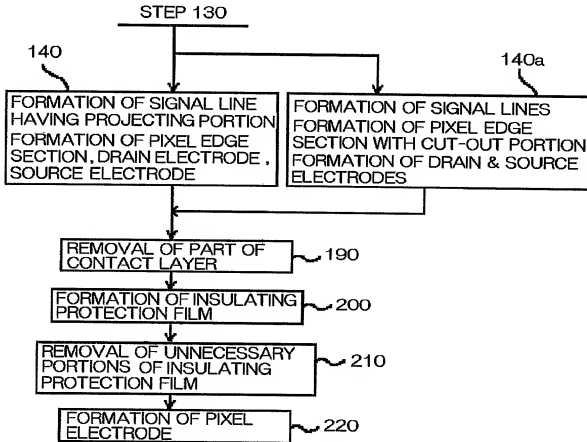 STEP 130
140
140a
FORMATION OF SIGNAL LINE
HAVING PROJECTING PORTION
FORMATION OF PIXEL EDGE
SECTION, DRAIN ELECTRODE,
SOURCE ELECTRODE
FORMATION OF SIGNAL LINES
FORMATION OF PIXEL EDGE
SECTION WITH CUT-OUT PORTION
FORMATION OF DRAIN & SOURCE
ELECTRODES
REMOVAL OF PART OF
CONTACT LAYER
190
FORMATION OF INSULATING
PROTECTION FILM
200
REMOVAL OF UNNECESSARY
PORTIONS OF INSULATING
PROTECTION FILM
210
FORMATION OF PIXEL
ELECTRODE
220